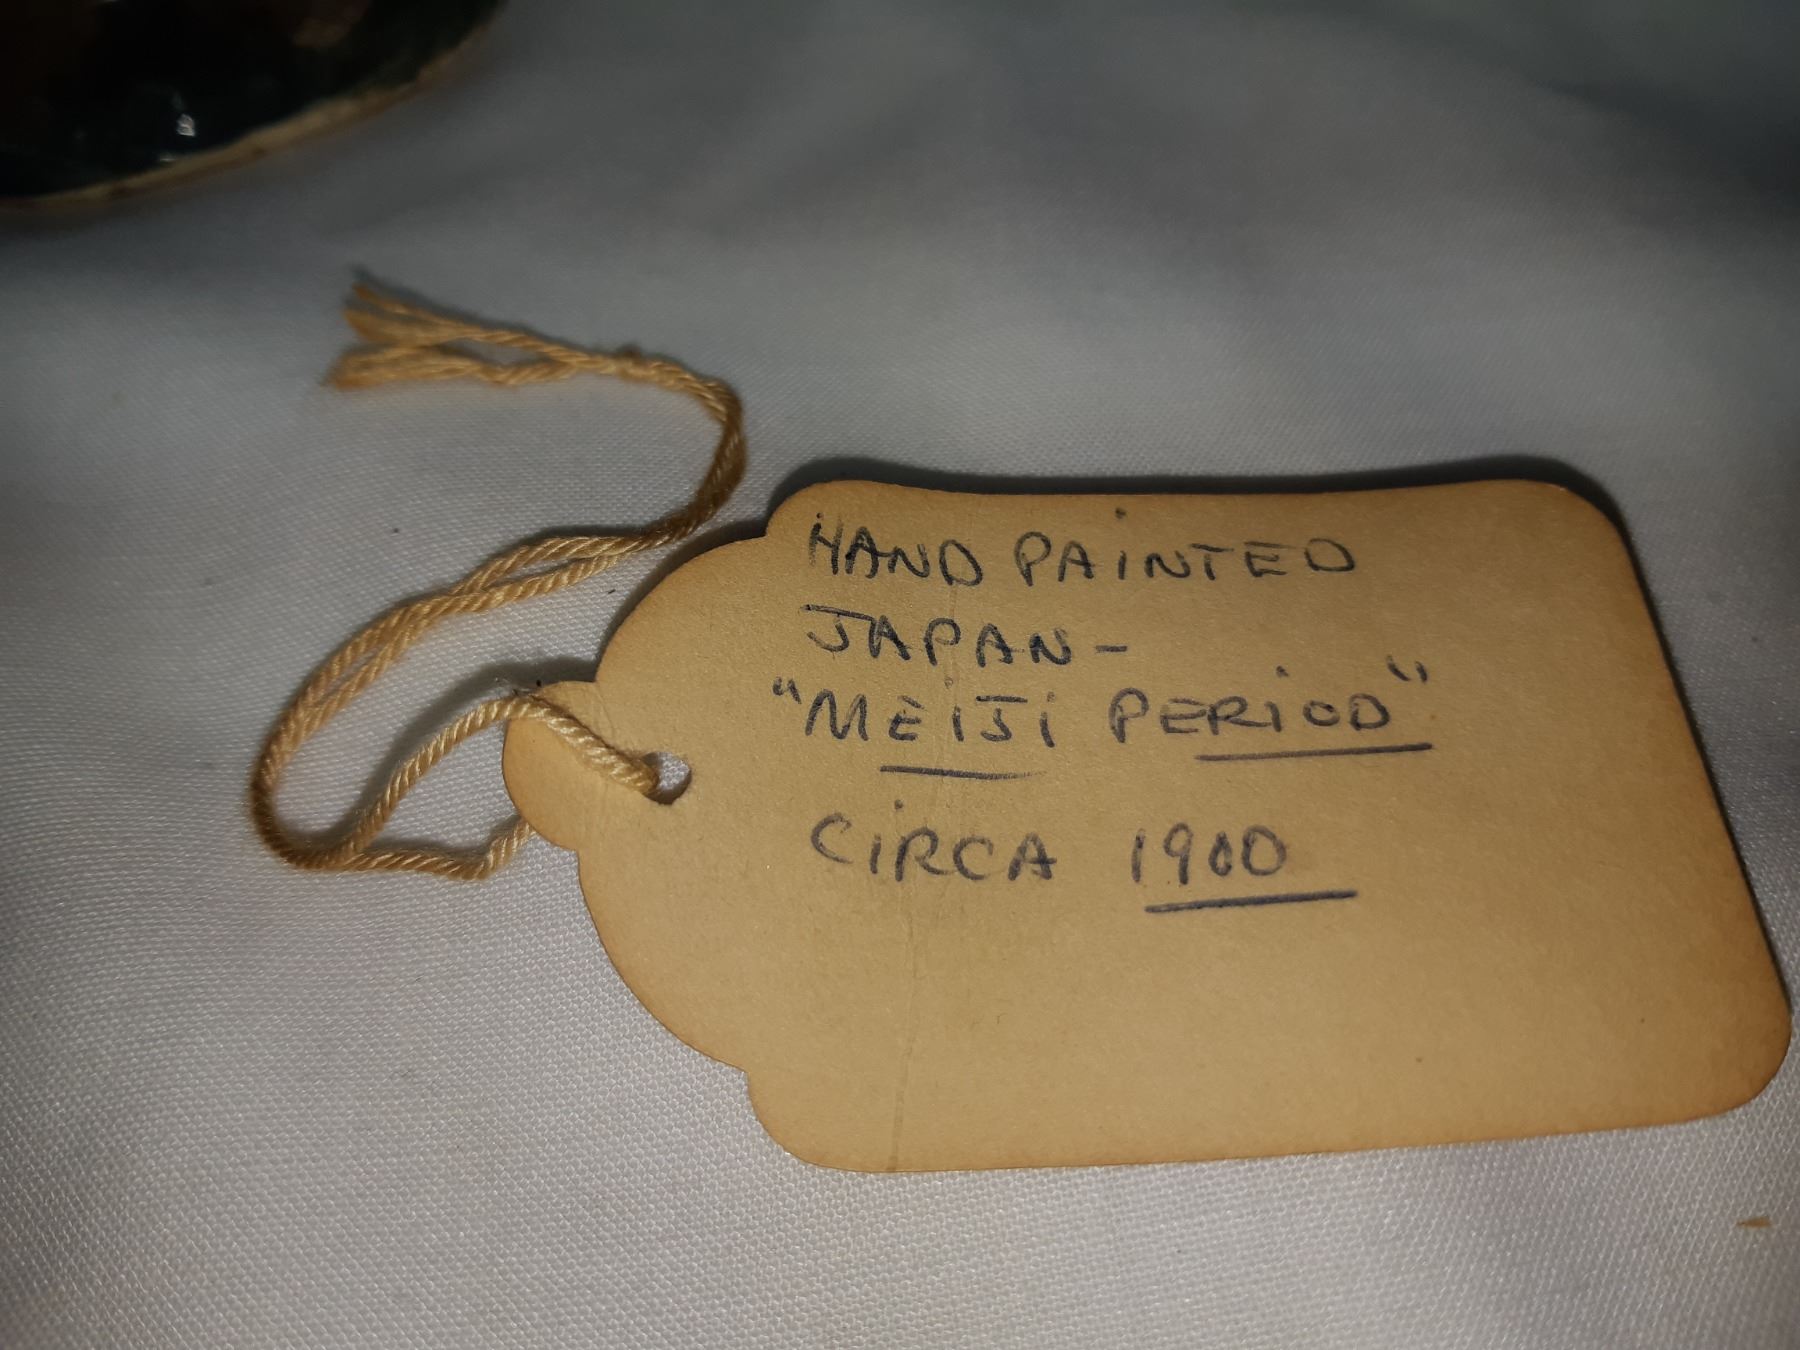 HAND PAINTED
JAPAN-
"MEIJI PERIOD"
CIRCA 1900